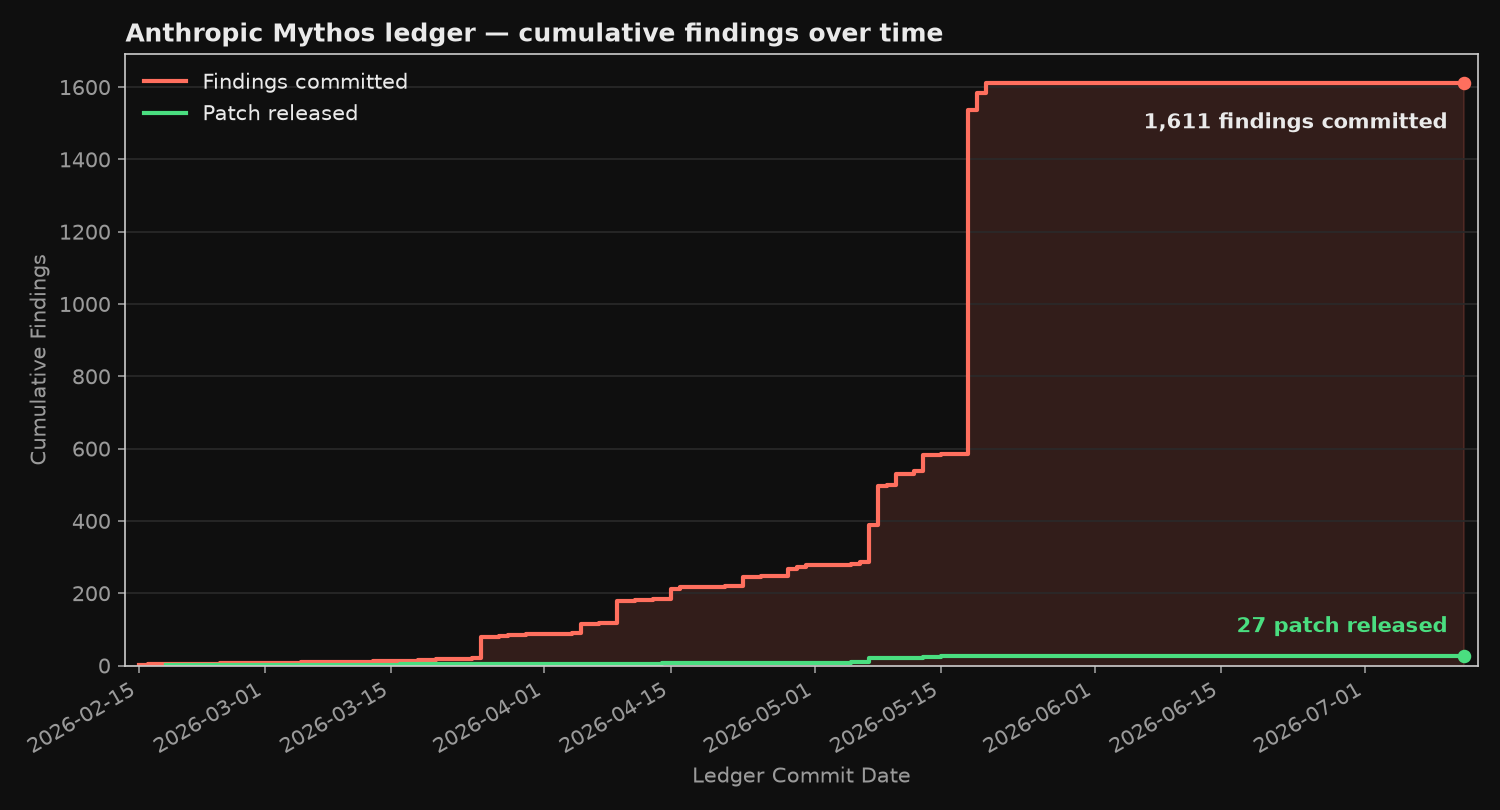 Anthropic Mythos ledger — cumulative findings over time
Findings committed
Patch released
1600
1400
1200
1000
800
600
400
200
0
Cumulative Findings
1,611 findings committed
27 patch released
2026-02-15
2026-03-01
2026-03-15
2026-04-01
2026-04-15
2026-05-01
2026-05-15
2026-06-01
2026-06-15
2026-07-01
Ledger Commit Date